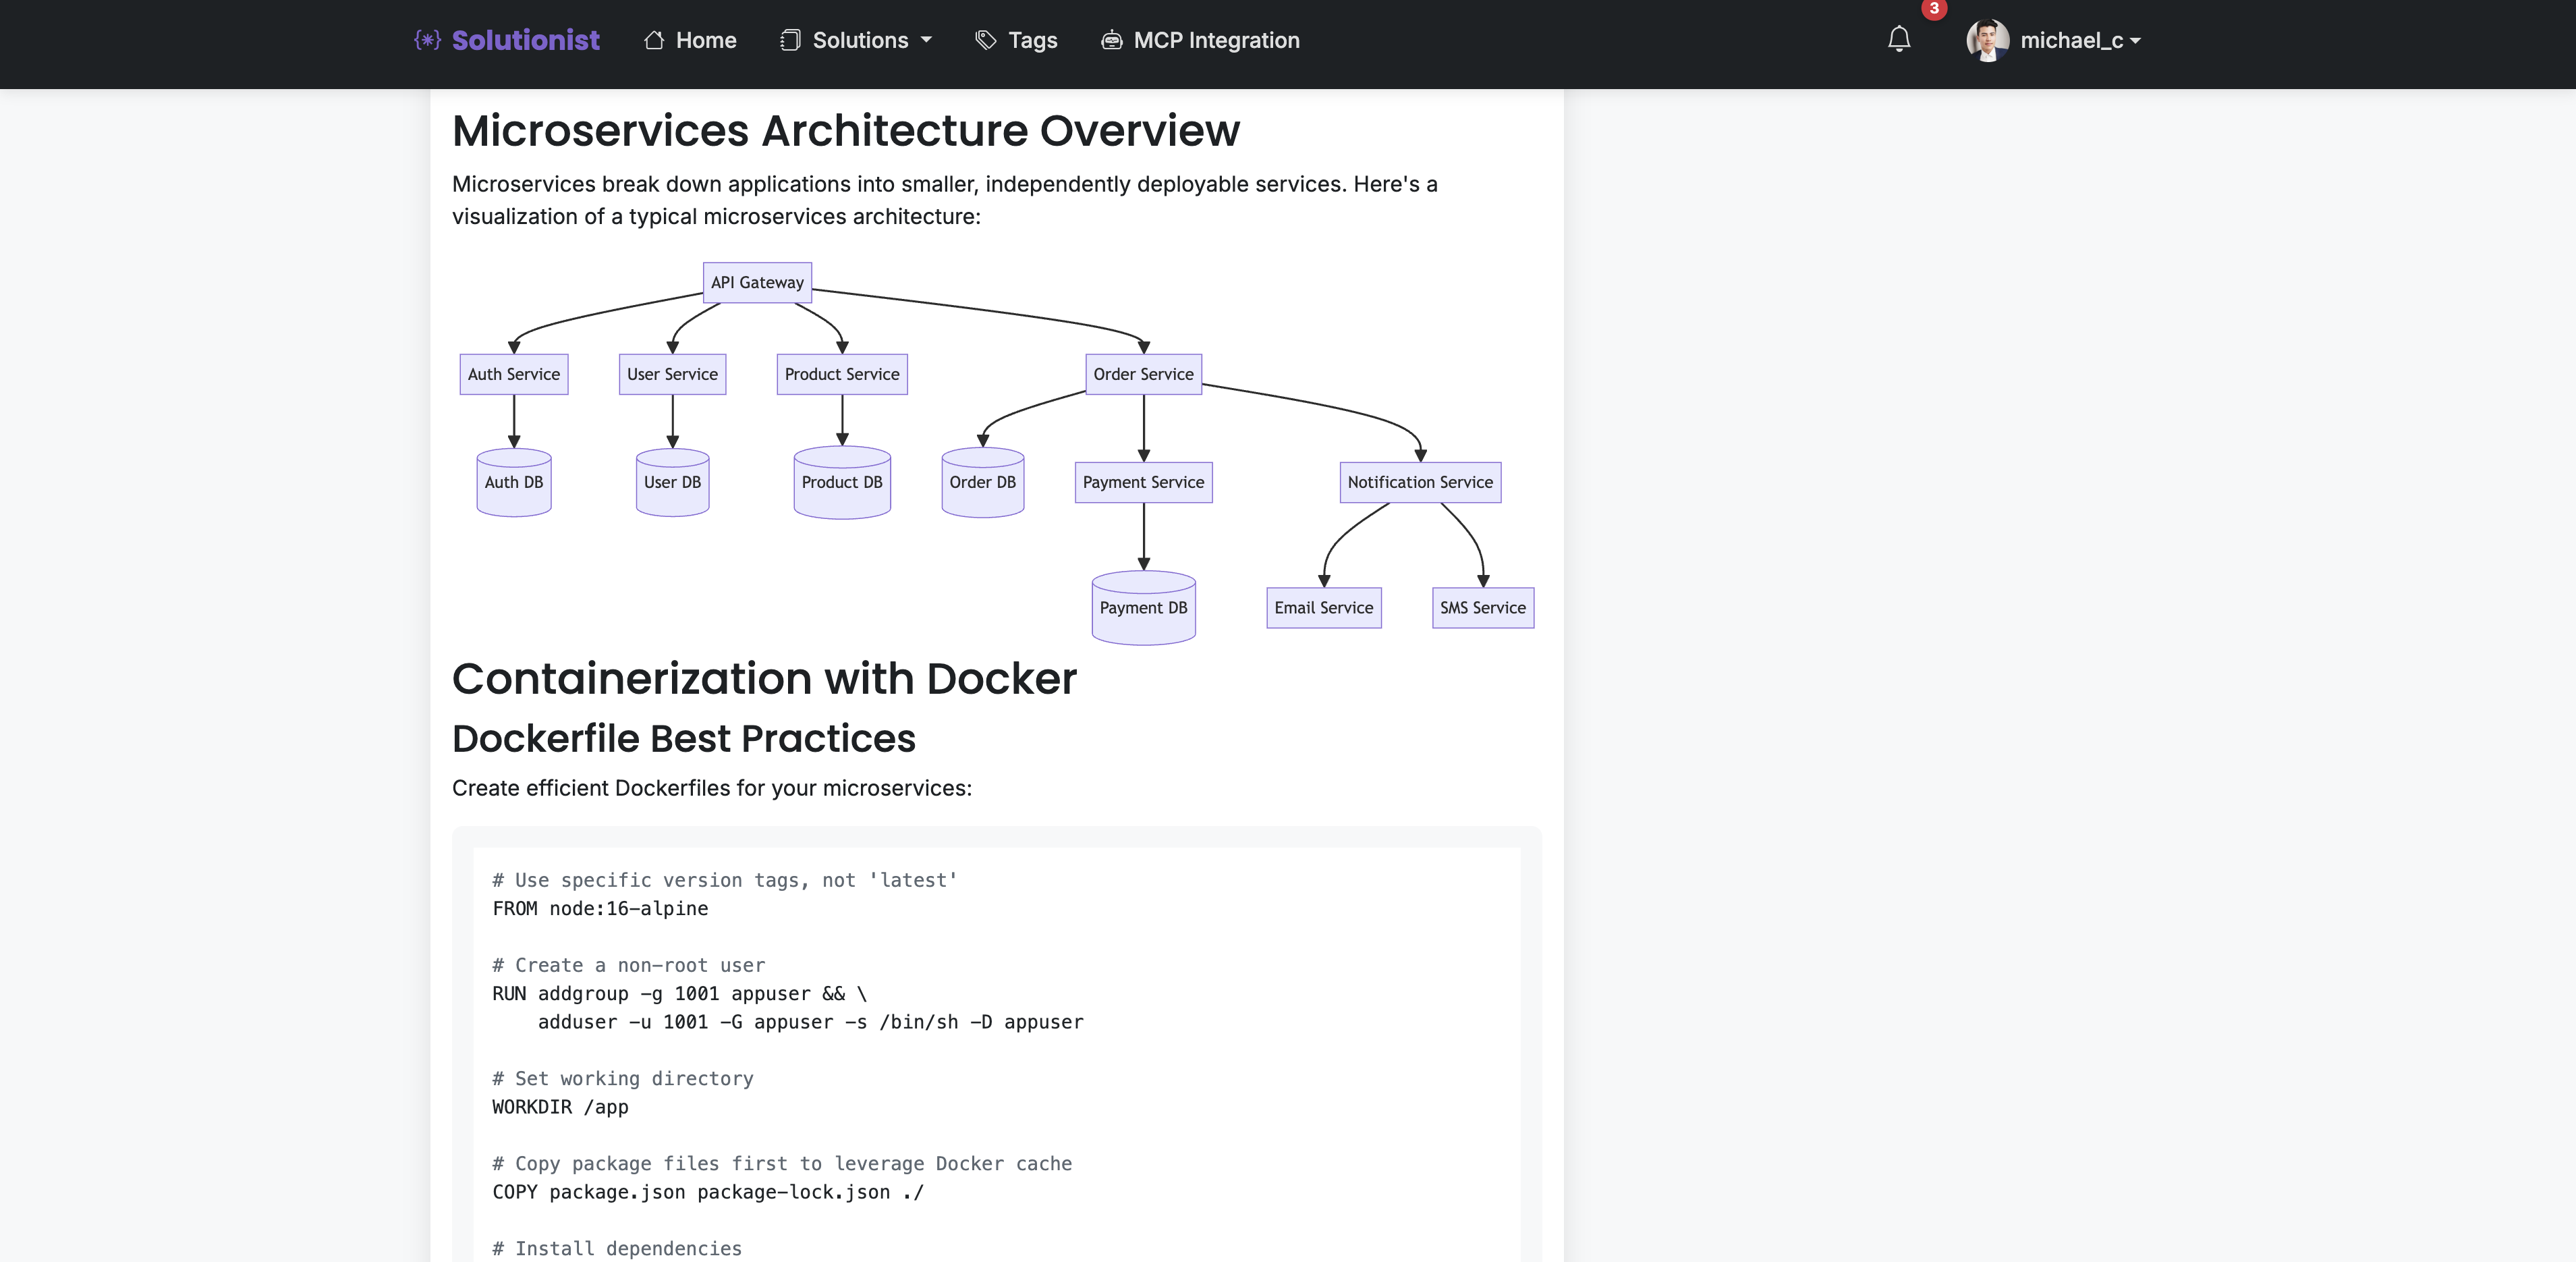 {*} Solutionist
Home
Solutions
Tags
MCP Integration
3
michael_c
Microservices Architecture Overview
Microservices break down applications into smaller, independently deployable services. Here's a
visualization of a typical microservices architecture:
API Gateway
Auth Service
User Service
Product Service
Order Service
Auth DB
User DB
Product DB
Order DB
Payment Service
Notification Service
Payment DB
Email Service
SMS Service
Containerization with Docker
Dockerfile Best Practices
Create efficient Dockerfiles for your microservices:
# Use specific version tags, not 'latest'
FROM node:16-alpine
# Create a non-root user
RUN addgroup -g 1001 appuser && \
    adduser -u 1001 -G appuser -s /bin/sh -D appuser
# Set working directory
WORKDIR /app
# Copy package files first to leverage Docker cache
COPY package.json package-lock.json ./
# Install dependencies